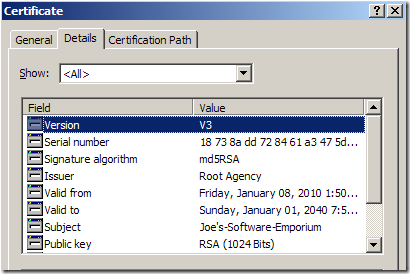 Certificate
General Details Certification Path
Show: <All>
Field Value
Version V3
Serial number 18 73 8a dd 72 84 61 a3 47 5d...
Signature algorithm md5RSA
Issuer Root Agency
Valid from Friday, January 08, 2010 1:50...
Valid to Sunday, January 01, 2040 7:5...
Subject Joe's-Software-Emporium
Public key RSA (1024 Bits)